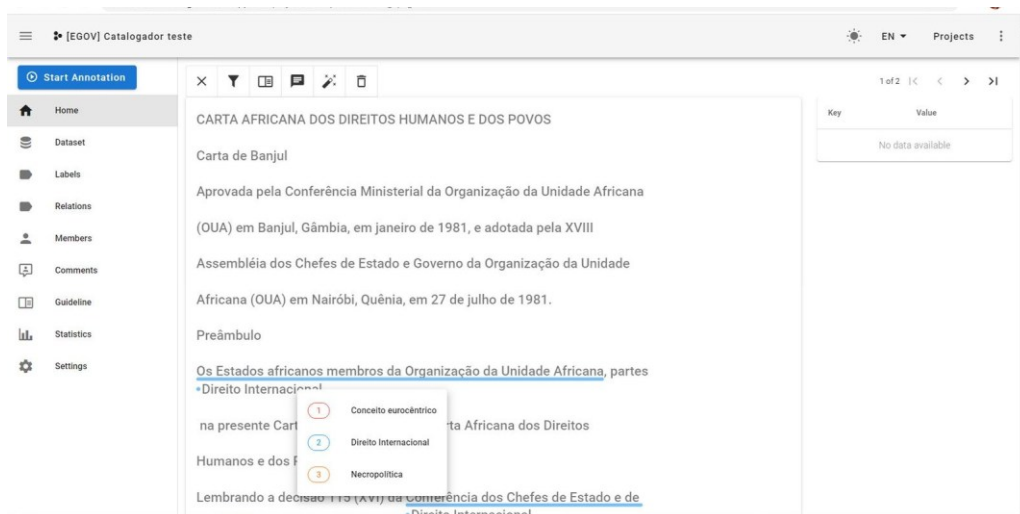 [EGOV] Catalogador teste
EN
Projects
Start Annotation
Home
Dataset
Labels
Relations
Members
Comments
Guideline
Statistics
Settings
1 of 2
Key Value
No data available
CARTA AFRICANA DOS DIREITOS HUMANOS E DOS POVOS
Carta de Banjul
Aprovada pela Conferência Ministerial da Organização da Unidade Africana
(OUA) em Banjul, Gâmbia, em janeiro de 1981, e adotada pela XVIII
Assembléia dos Chefes de Estado e Governo da Organização da Unidade
Africana (OUA) em Nairóbi, Quênia, em 27 de julho de 1981.
Preâmbulo
Os Estados africanos membros da Organização da Unidade Africana, partes
•Direito Internacional
na presente Cart
ta Africana dos Direitos
Humanos e dos
1 Conceito eurocêntrico
2 Direito Internacional
3 Necropolítica
Lembrando a decisão 115 (XVI) da Conferência dos Chefes de Estado e de
•Direito Internacional